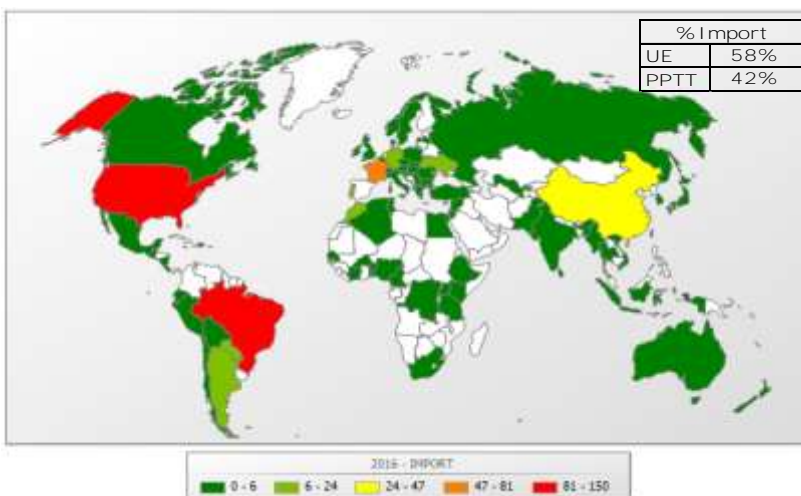 % Import
UE 58%
PPTT 42%
2016 - IMPORT
0 - 6 6 - 24 24 - 47 47 - 81 81 - 150